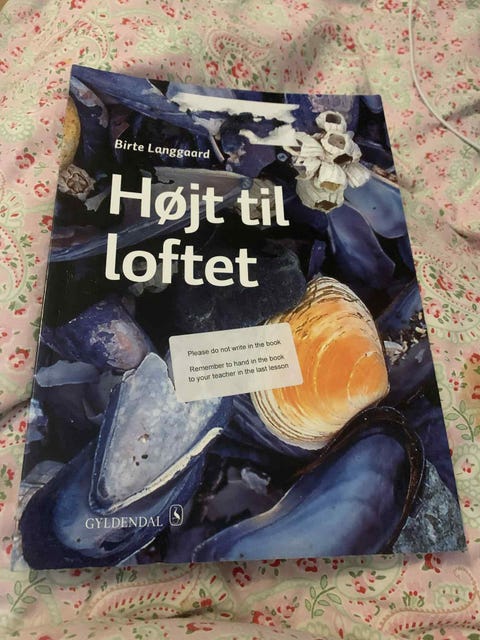 Birte Langgaard
Højt til
loftet
Please do not write in the book
Remember to hand in the book
to your teacher in the last lesson
GYLDENDAL